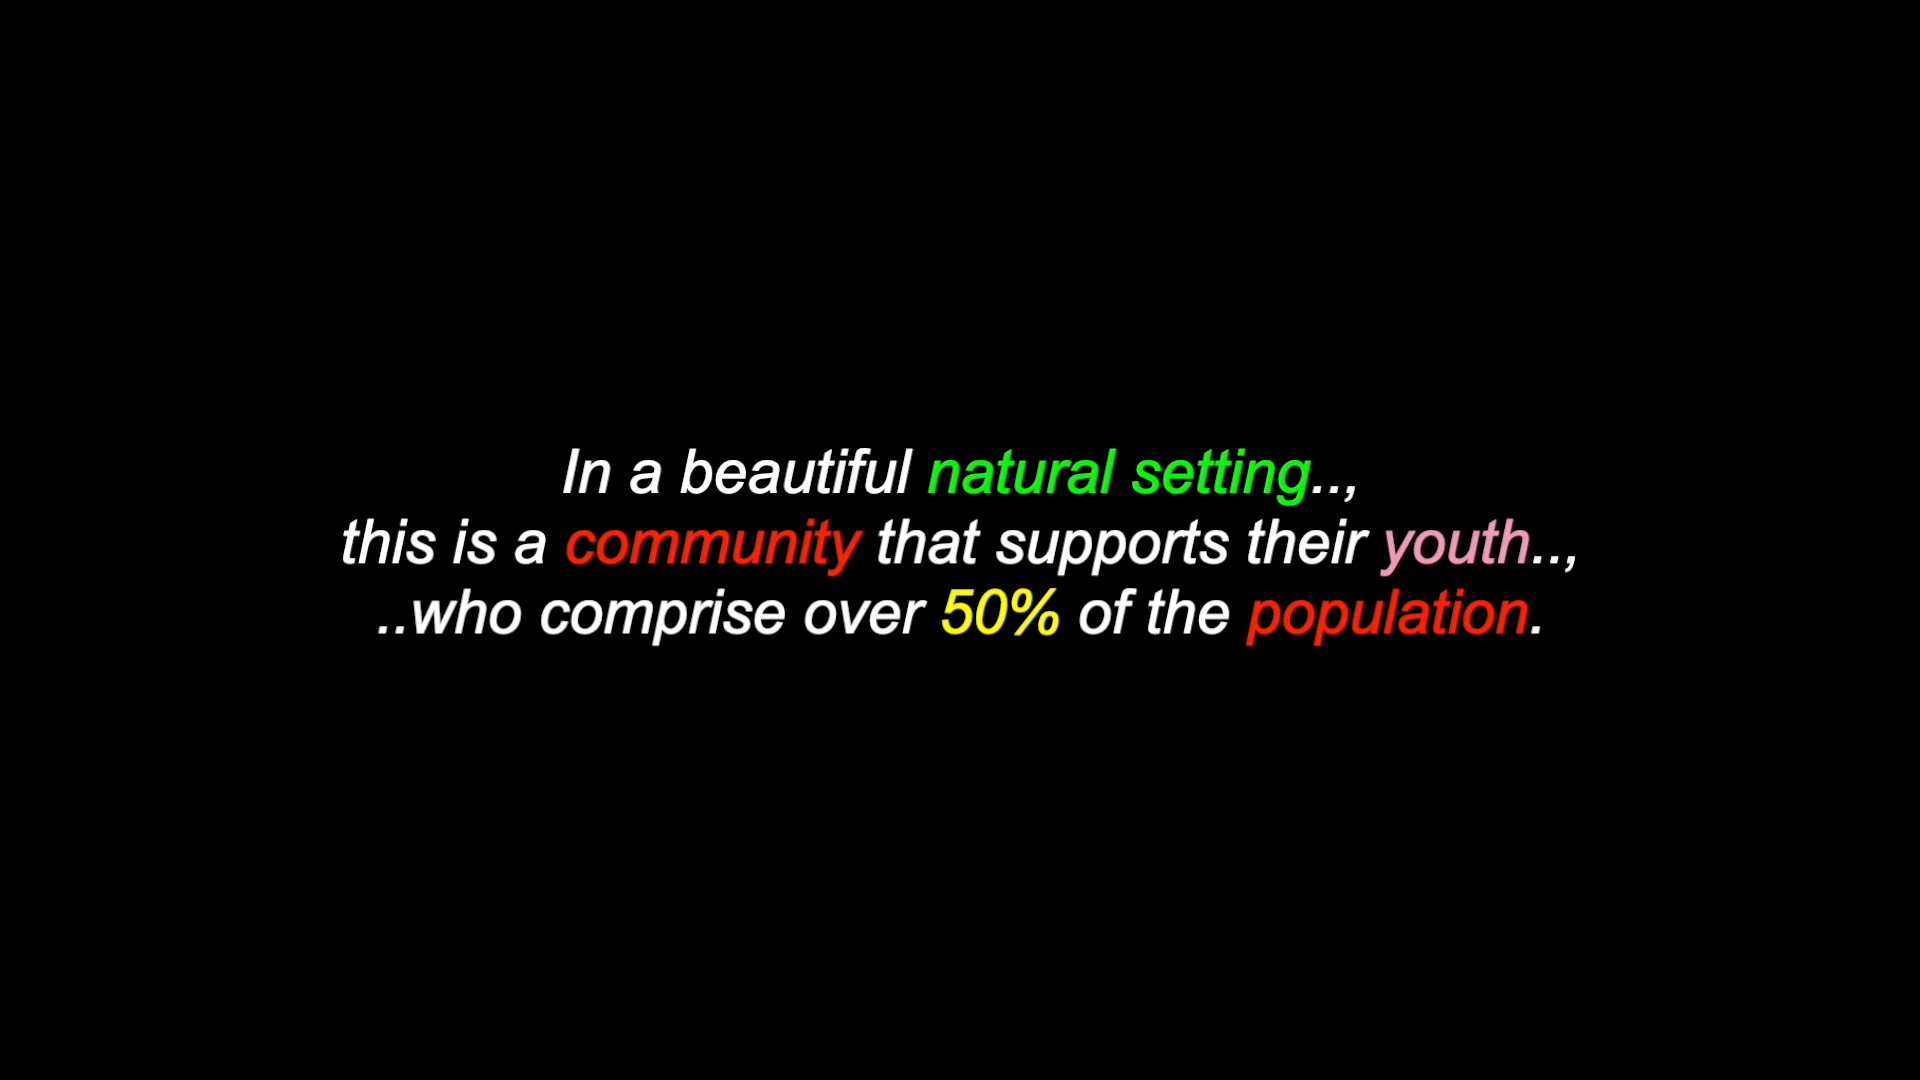 In a beautiful natural setting..,
this is a community that supports their youth..,
..who comprise over 50% of the population.